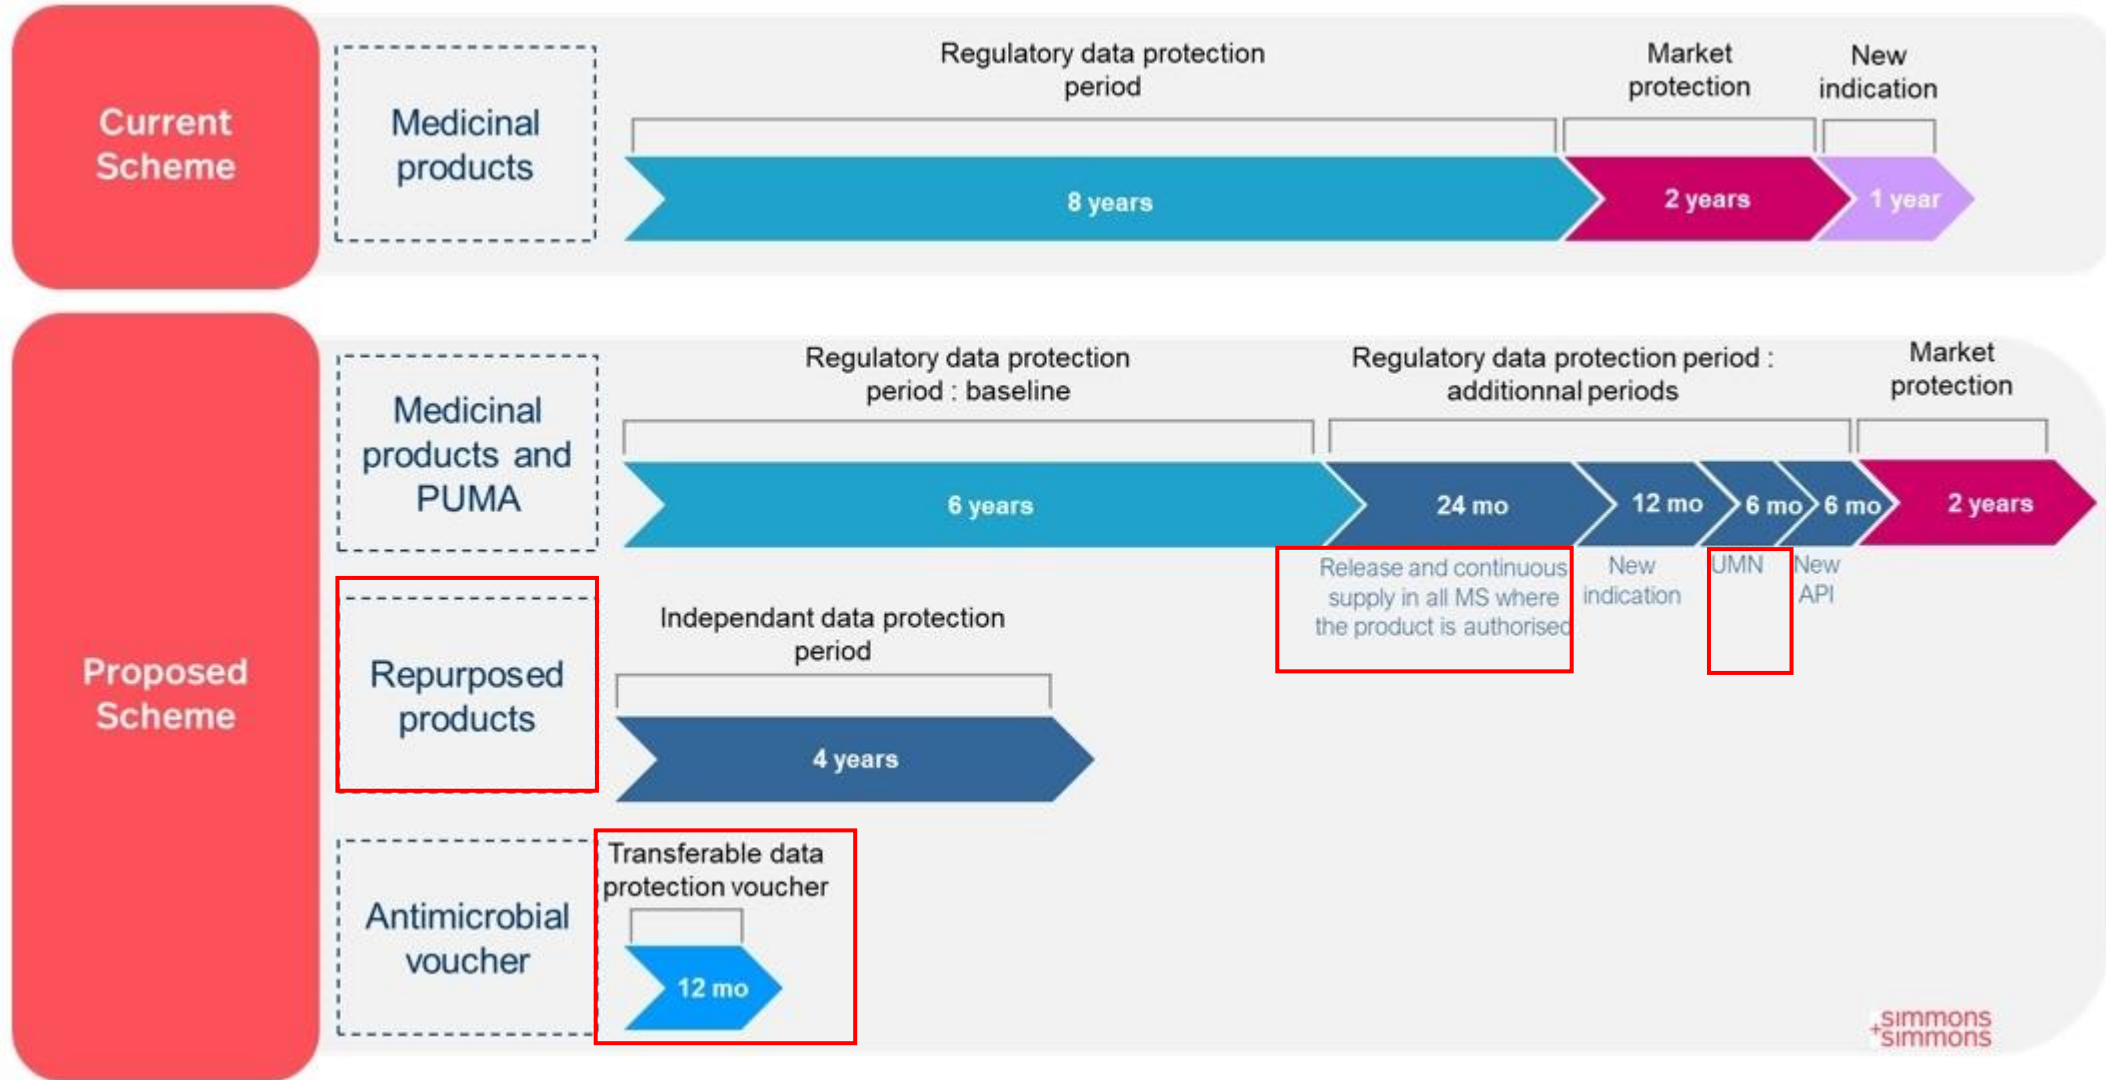 Current
Scheme
Medicinal
products
Regulatory data protection
period
Market
protection
New
indication
8 years
2 years
1 year
Proposed
Scheme
Medicinal
products and
PUMA
Regulatory data protection
period : baseline
Regulatory data protection period :
additionnal periods
Market
protection
6 years
24 mo
12 mo
6 mo
6 mo
2 years
Release and continuous
supply in all MS where
the product is authorised
New
indication
UMN
New
API
Repurposed
products
Independant data protection
period
4 years
Antimicrobial
voucher
Transferable data
protection voucher
12 mo
+simmons
+simmons